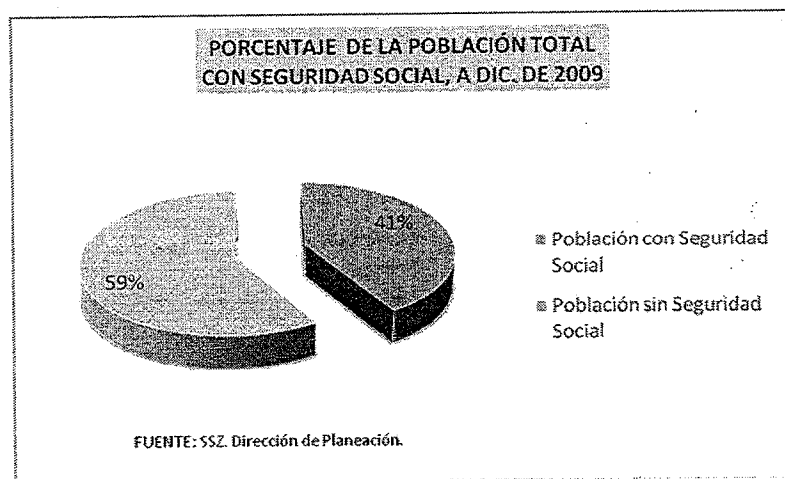 PORCENTAJE DE LA POBLACIÓN TOTAL
CON SEGURIDAD SOCIAL, A DIC. DE 2009
41%
59%
Población con Seguridad
Social
Población sin Seguridad
Social
FUENTE: SSZ. Dirección de Planeación.